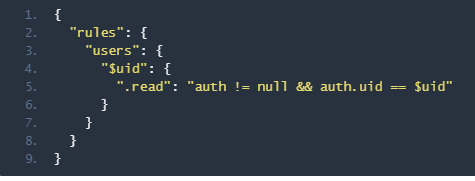 1. {
2.   "rules": {
3.     "users": {
4.       "$uid": {
5.         ".read": "auth != null && auth.uid == $uid"
6.       }
7.     }
8.   }
9. }